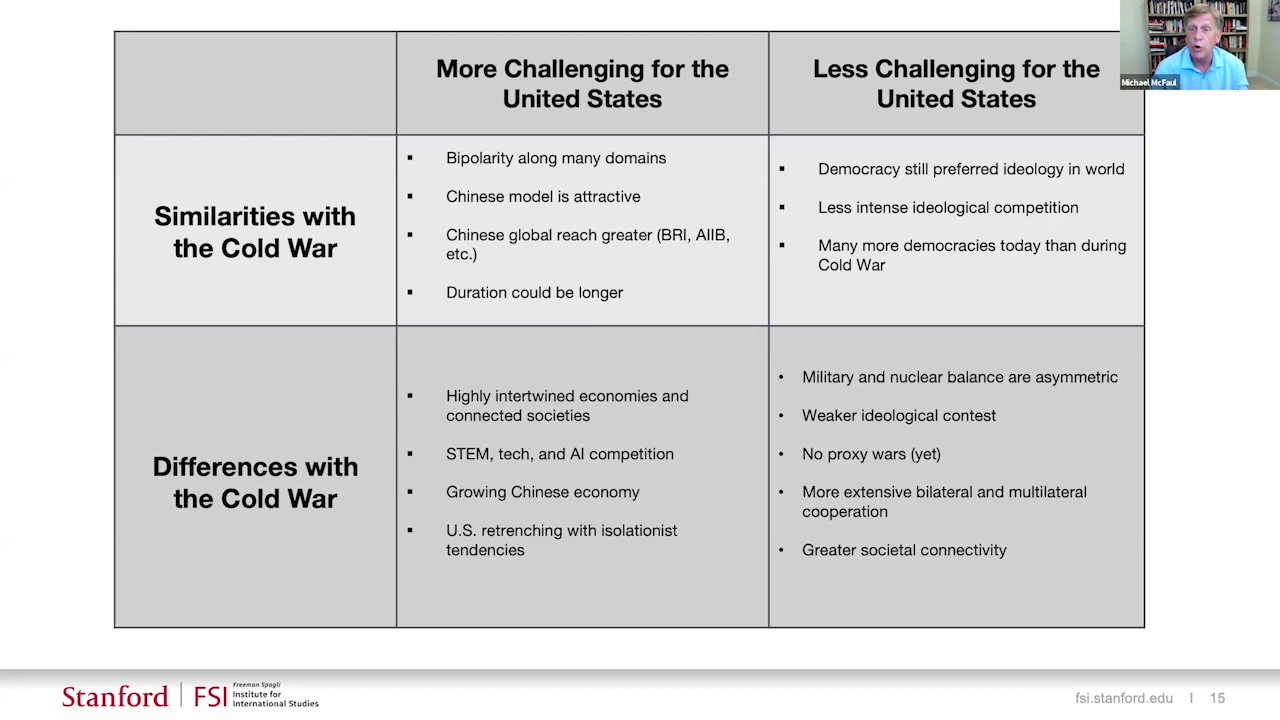 Michael McFaul
More Challenging for the
United States
Less Challenging for the
United States
Similarities with
the Cold War
▪ Bipolarity along many domains
▪ Chinese model is attractive
▪ Chinese global reach greater (BRI, AIIB,
etc.)
▪ Duration could be longer
▪ Democracy still preferred ideology in world
▪ Less intense ideological competition
▪ Many more democracies today than during
Cold War
Differences with
the Cold War
▪ Highly intertwined economies and
connected societies
▪ STEM, tech, and AI competition
▪ Growing Chinese economy
▪ U.S. retrenching with isolationist
tendencies
• Military and nuclear balance are asymmetric
• Weaker ideological contest
• No proxy wars (yet)
• More extensive bilateral and multilateral
cooperation
• Greater societal connectivity
Stanford | FSI
Freeman Spogli
Institute for
International Studies
fsi.stanford.edu | 15